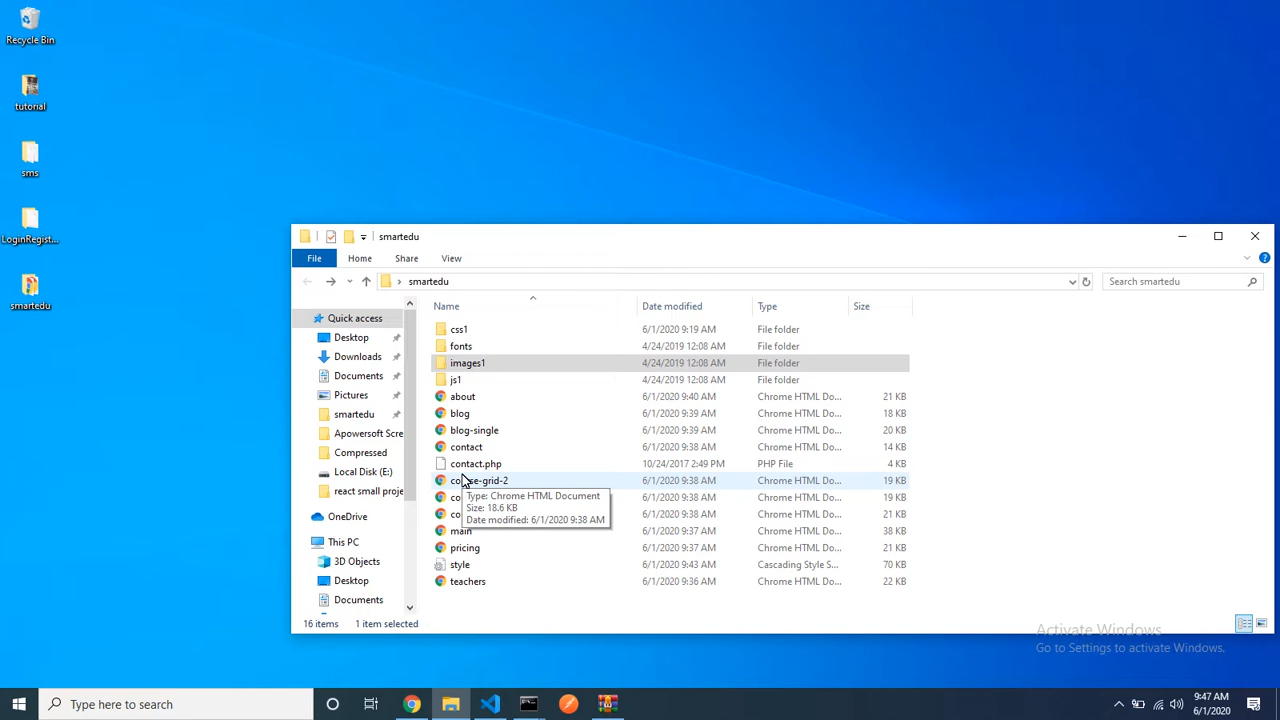 Recycle Bin
tutorial
sms
LoginRegist...
smartedu
smartedu
File
Home
Share
View
smartedu
Search smartedu
Name
Date modified
Type
Size
Quick access
Desktop
Downloads
Documents
Pictures
smartedu
Apowersoft Scre
Compressed
Local Disk (E:)
react small proje
OneDrive
This PC
3D Objects
Desktop
Documents
css1 6/1/2020 9:19 AM File folder
fonts 4/24/2019 12:08 AM File folder
images1 4/24/2019 12:08 AM File folder
js1 4/24/2019 12:08 AM File folder
about 6/1/2020 9:40 AM Chrome HTML Do... 21 KB
blog 6/1/2020 9:39 AM Chrome HTML Do... 18 KB
blog-single 6/1/2020 9:39 AM Chrome HTML Do... 20 KB
contact 6/1/2020 9:38 AM Chrome HTML Do... 14 KB
contact.php 10/24/2017 2:49 PM PHP File 4 KB
course-grid-2 6/1/2020 9:38 AM Chrome HTML Do... 19 KB
co 6/1/2020 9:38 AM Chrome HTML Do... 19 KB
co 6/1/2020 9:38 AM Chrome HTML Do... 21 KB
main 6/1/2020 9:37 AM Chrome HTML Do... 38 KB
pricing 6/1/2020 9:37 AM Chrome HTML Do... 21 KB
style 6/1/2020 9:43 AM Cascading Style S... 70 KB
teachers 6/1/2020 9:36 AM Chrome HTML Do... 22 KB
Type: Chrome HTML Document
Size: 18.6 KB
Date modified: 6/1/2020 9:38 AM
16 items
1 item selected
Activate Windows
Go to Settings to activate Windows.
Type here to search
9:47 AM
6/1/2020